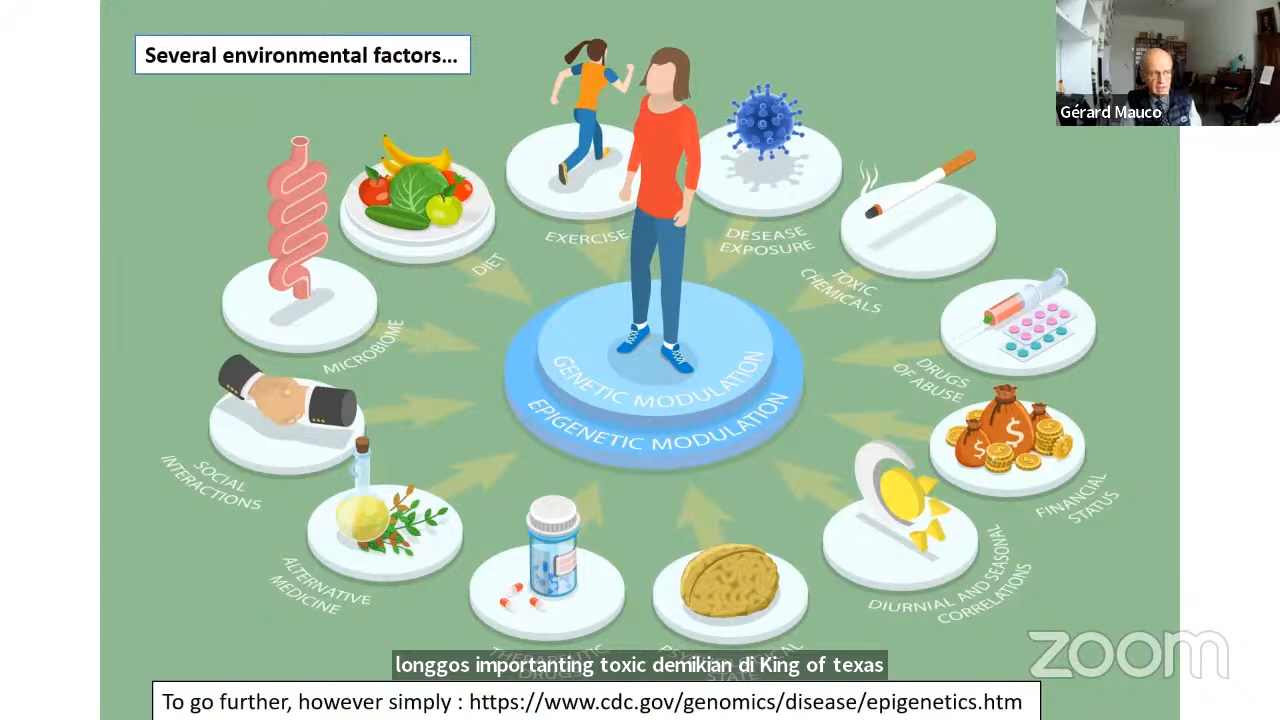 Several environmental factors...
Gérard Mauco
EXERCISE
DESEASE
EXPOSURE
DIET
TOXIC
CHEMICALS
MICROBIOME
DRUGS
OF ABUSE
GENETIC MODULATION
EPIGENETIC MODULATION
SOCIAL
INTERACTIONS
FINANCIAL
STATUS
ALTERNATIVE
MEDICINE
DIURNIAL AND SEASONAL
CORRELATIONS
longgos importanting toxic demikian di King of texas
zoom
To go further, however simply : https://www.cdc.gov/genomics/disease/epigenetics.htm